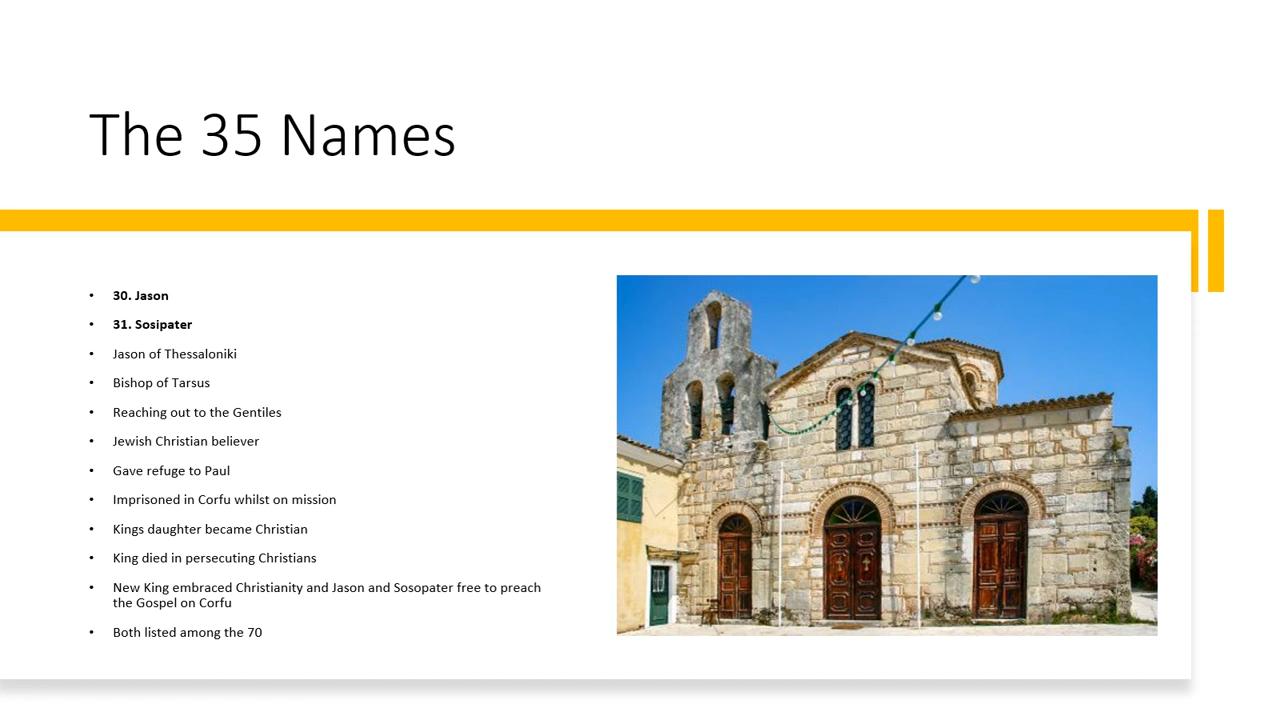 The 35 Names
• 30. Jason
• 31. Sosipater
• Jason of Thessaloniki
• Bishop of Tarsus
• Reaching out to the Gentiles
• Jewish Christian believer
• Gave refuge to Paul
• Imprisoned in Corfu whilst on mission
• Kings daughter became Christian
• King died in persecuting Christians
• New King embraced Christianity and Jason and Sosopater free to preach
the Gospel on Corfu
• Both listed among the 70